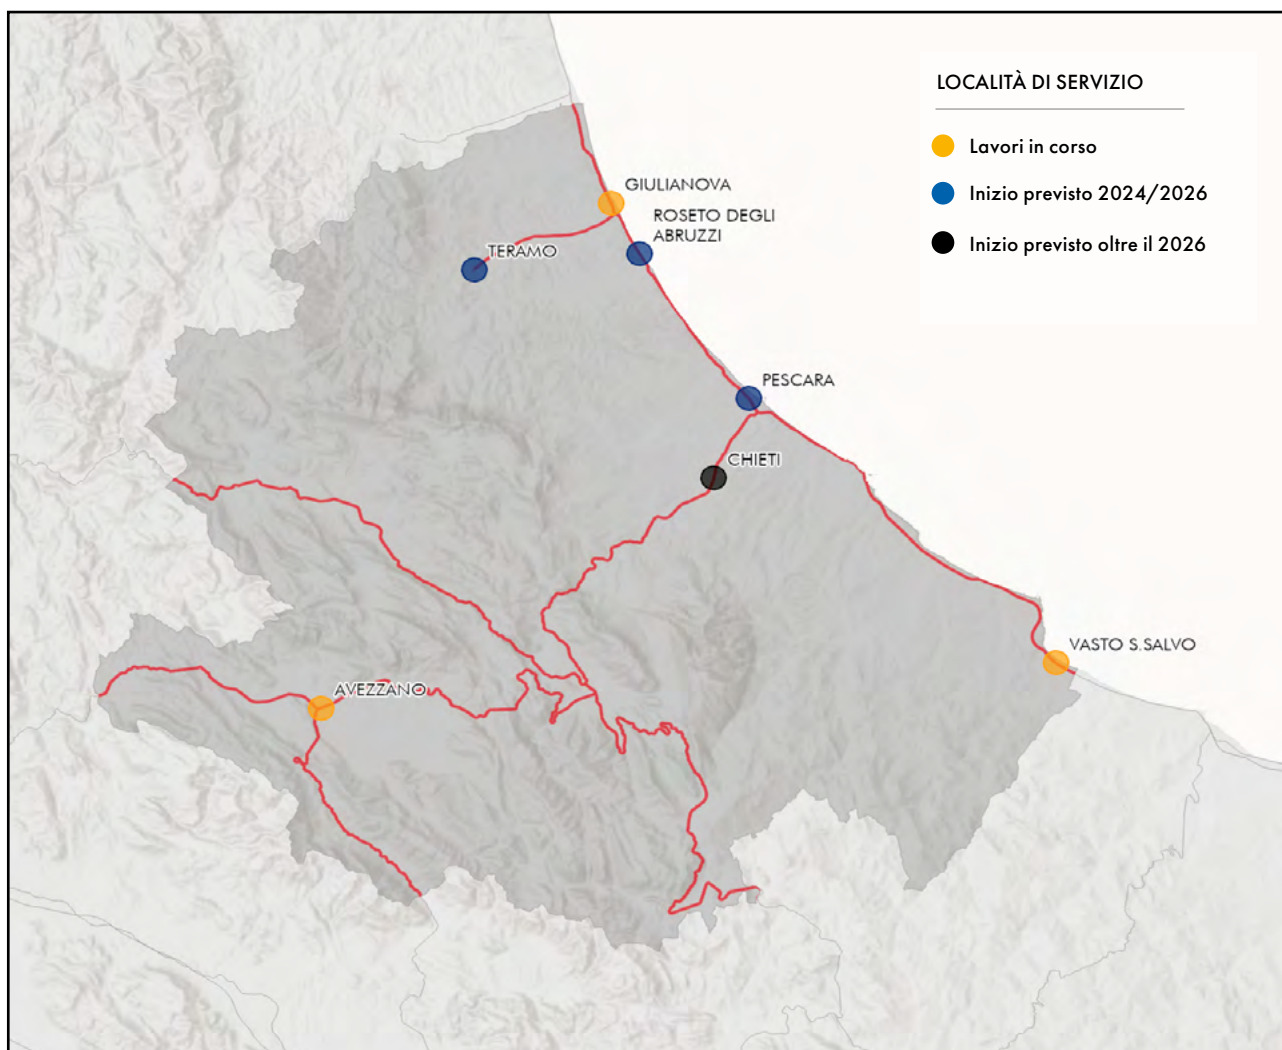 LOCALITÀ DI SERVIZIO
Lavori in corso
Inizio previsto 2024/2026
Inizio previsto oltre il 2026
GIULIANOVA
ROSETO DEGLI
ABRUZZI
TERAMO
PESCARA
CHIETI
VASTO S.SALVO
AVEZZANO